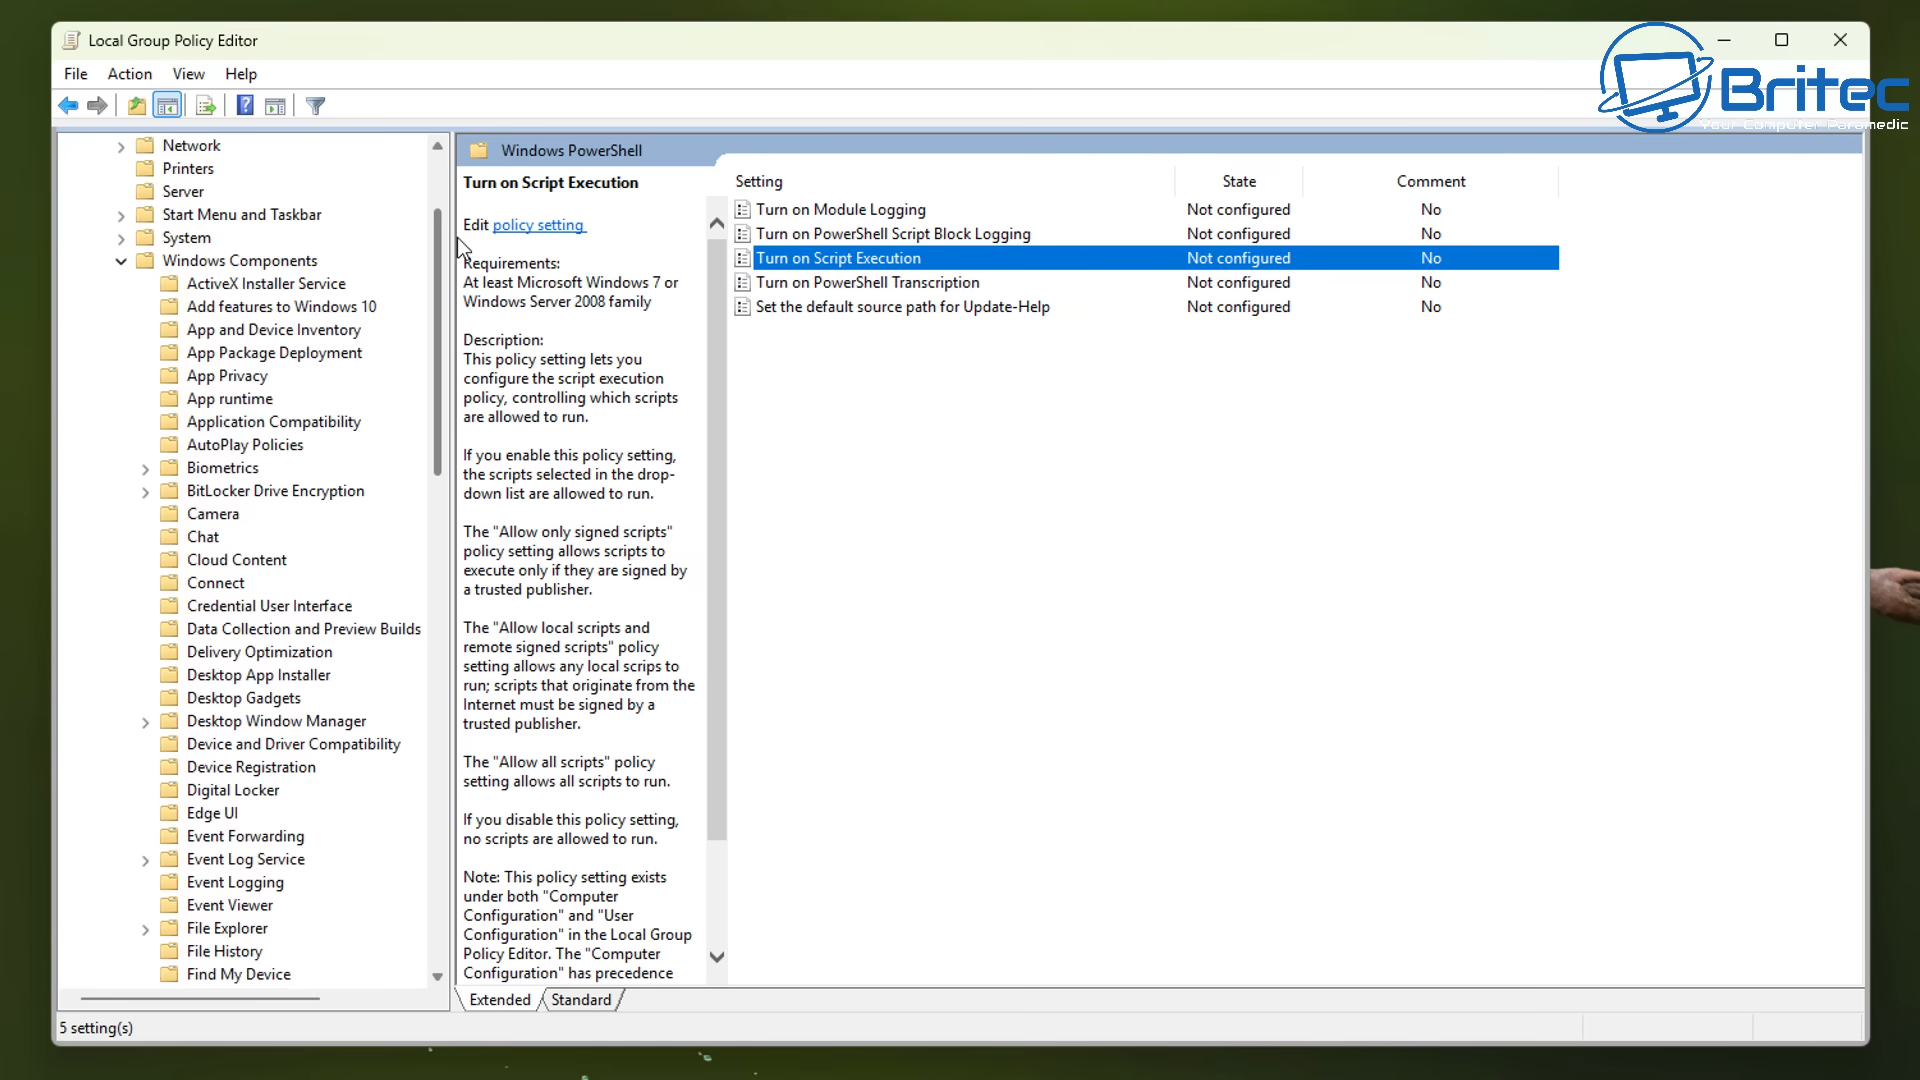 Local Group Policy Editor
Britec
Your Computer Paramedic
File Action View Help
Network
Printers
Server
Start Menu and Taskbar
System
Windows Components
ActiveX Installer Service
Add features to Windows 10
App and Device Inventory
App Package Deployment
App Privacy
App runtime
Application Compatibility
AutoPlay Policies
Biometrics
BitLocker Drive Encryption
Camera
Chat
Cloud Content
Connect
Credential User Interface
Data Collection and Preview Builds
Delivery Optimization
Desktop App Installer
Desktop Gadgets
Desktop Window Manager
Device and Driver Compatibility
Device Registration
Digital Locker
Edge UI
Event Forwarding
Event Log Service
Event Logging
Event Viewer
File Explorer
File History
Find My Device
Windows PowerShell
Turn on Script Execution
Edit policy setting
Requirements:
At least Microsoft Windows 7 or
Windows Server 2008 family
Description:
This policy setting lets you
configure the script execution
policy, controlling which scripts
are allowed to run.
If you enable this policy setting,
the scripts selected in the drop-
down list are allowed to run.
The "Allow only signed scripts"
policy setting allows scripts to
execute only if they are signed by
a trusted publisher.
The "Allow local scripts and
remote signed scripts" policy
setting allows any local scrips to
run; scripts that originate from the
Internet must be signed by a
trusted publisher.
The "Allow all scripts" policy
setting allows all scripts to run.
If you disable this policy setting,
no scripts are allowed to run.
Note: This policy setting exists
under both "Computer
Configuration" and "User
Configuration" in the Local Group
Policy Editor. The "Computer
Configuration" has precedence
Setting State Comment
Turn on Module Logging Not configured No
Turn on PowerShell Script Block Logging Not configured No
Turn on Script Execution Not configured No
Turn on PowerShell Transcription Not configured No
Set the default source path for Update-Help Not configured No
Extended Standard
5 setting(s)